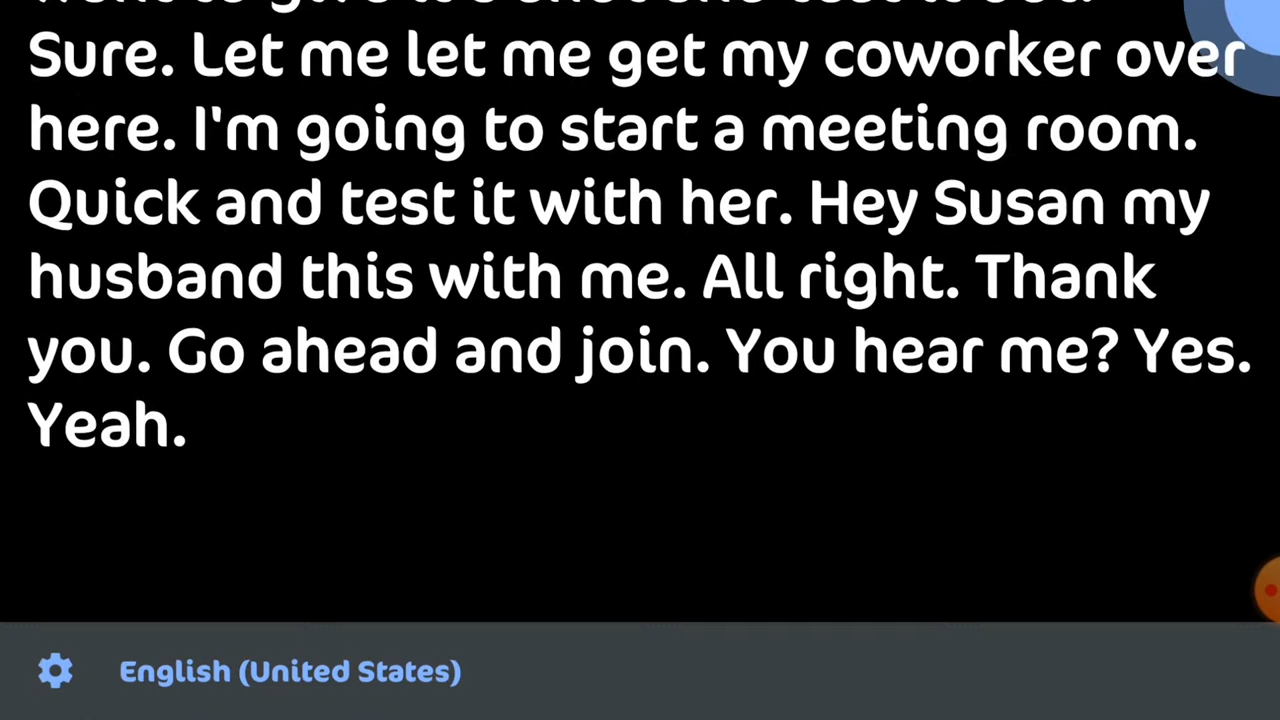 Sure. Let me let me get my coworker over
here. I'm going to start a meeting room.
Quick and test it with her. Hey Susan my
husband this with me. All right. Thank
you. Go ahead and join. You hear me? Yes.
Yeah.
English (United States)